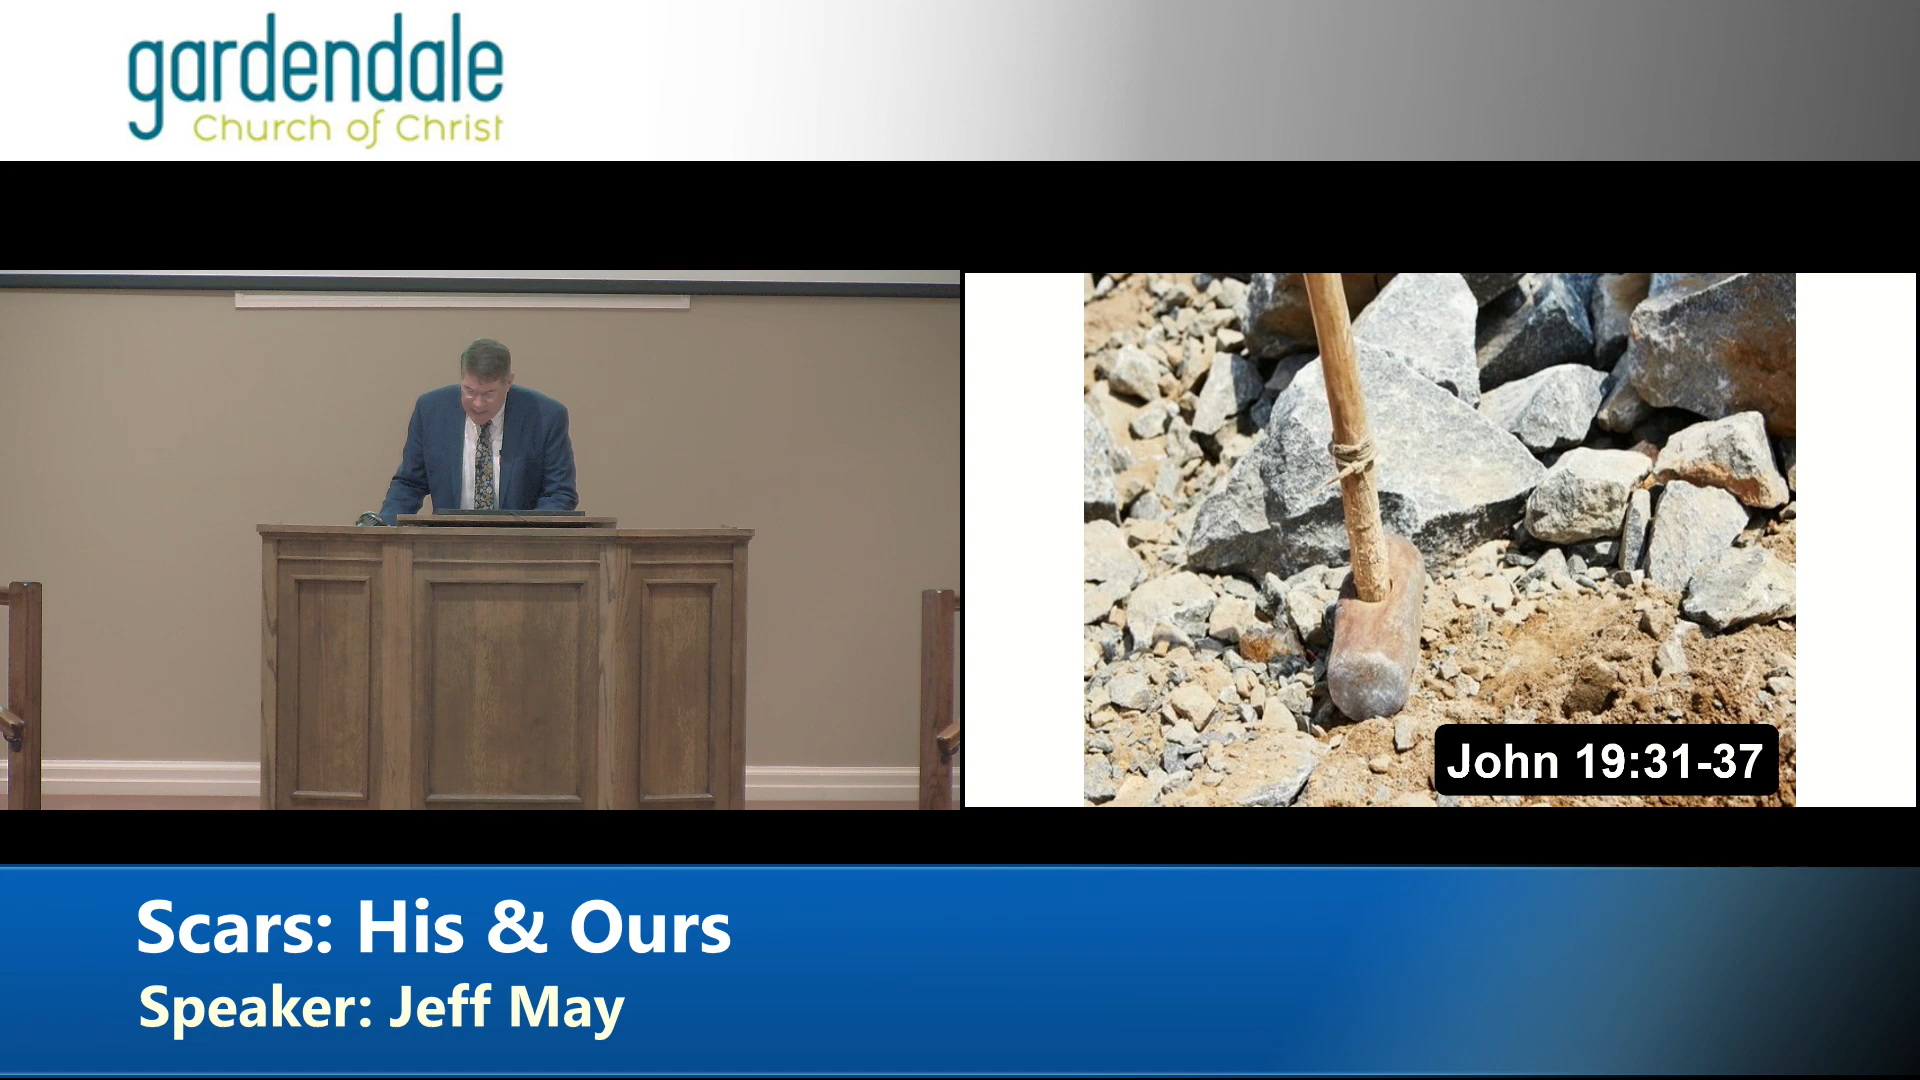 gardendale
Church of Christ
John 19:31-37
Scars: His & Ours
Speaker: Jeff May